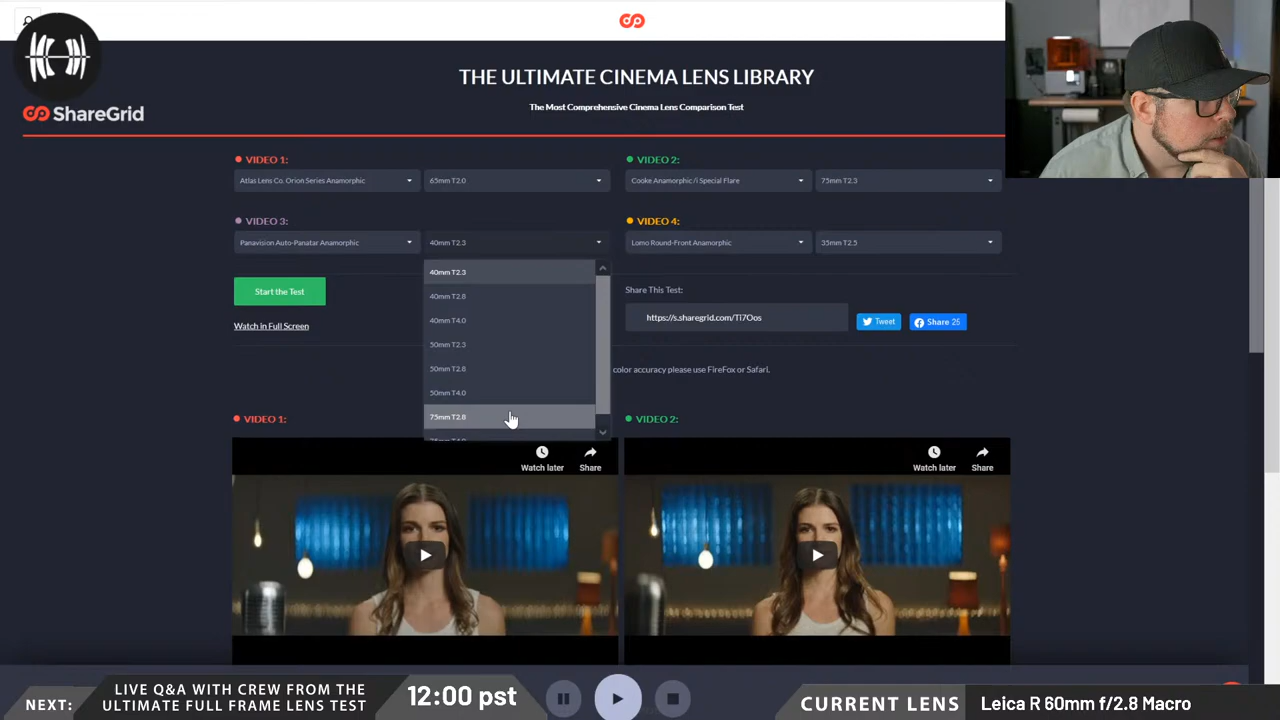 THE ULTIMATE CINEMA LENS LIBRARY
The Most Comprehensive Cinema Lens Comparison Test
ShareGrid
VIDEO 1:
Atlas Lens Co. Orion Series Anamorphic
65mm T2.0
VIDEO 2:
Cooke Anamorphic /i Special Flare
75mm T2.3
VIDEO 3:
Panavision Auto-Panatar Anamorphic
40mm T2.3
VIDEO 4:
Lomo Round-Front Anamorphic
35mm T2.5
40mm T2.3
40mm T2.8
40mm T4.0
50mm T2.3
50mm T2.8
50mm T4.0
75mm T2.8
Start the Test
Watch in Full Screen
Share This Test:
https://s.sharegrid.com/Ti7Oos
Tweet
Share 25
color accuracy please use FireFox or Safari.
VIDEO 1:
VIDEO 2:
Watch later
Share
Watch later
Share
NEXT:
LIVE Q&A WITH CREW FROM THE
ULTIMATE FULL FRAME LENS TEST
12:00 pst
CURRENT LENS
Leica R 60mm f/2.8 Macro